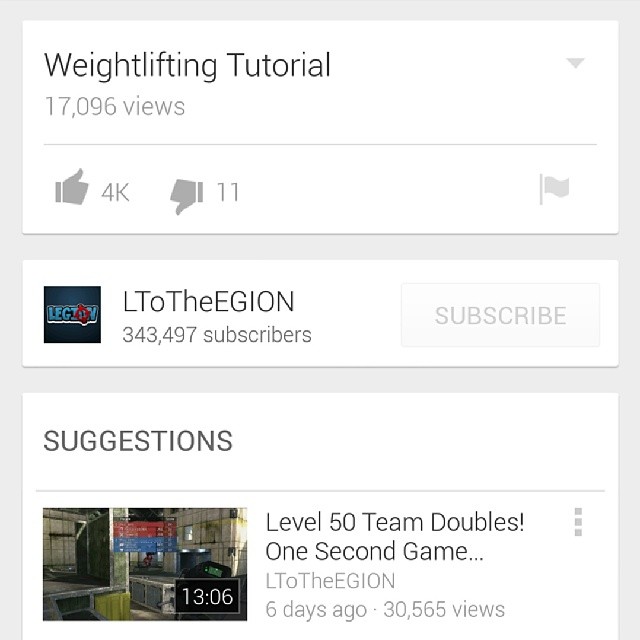 Weightlifting Tutorial
17,096 views
4K 11
LEGION
LToTheEGION
343,497 subscribers
SUBSCRIBE
SUGGESTIONS
Level 50 Team Doubles!
One Second Game...
LToTheEGION
6 days ago · 30,565 views
13:06